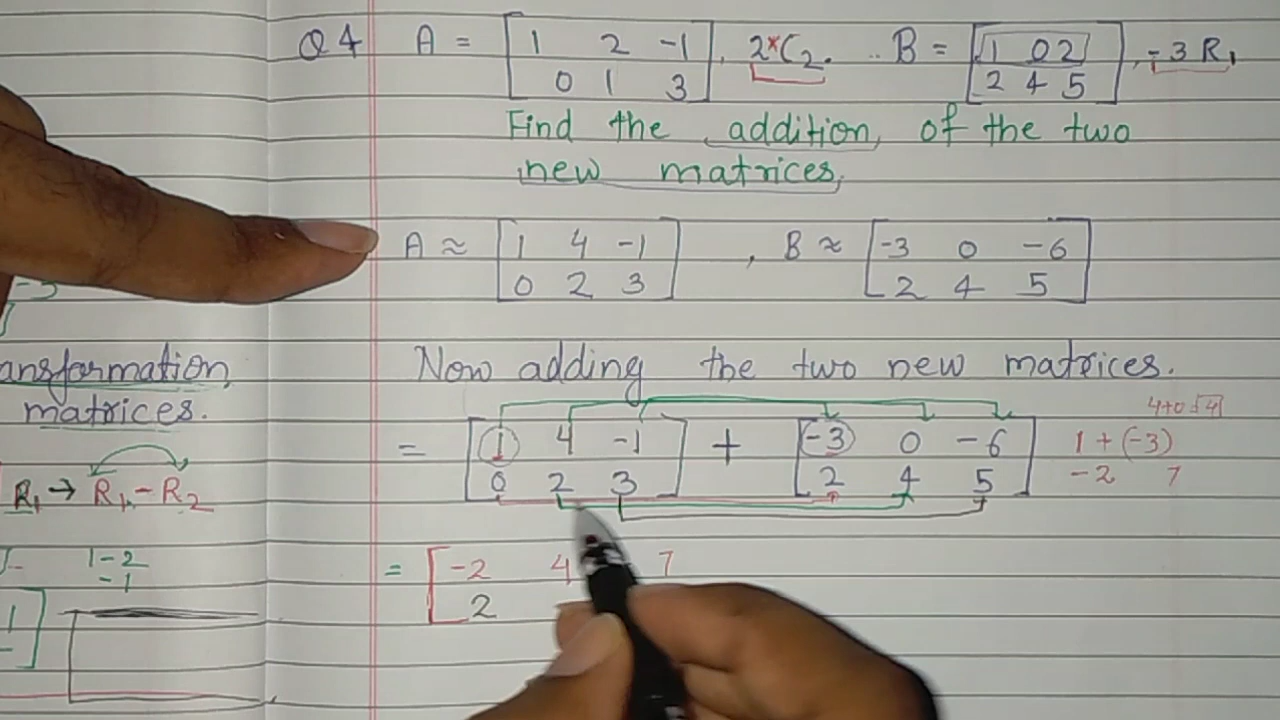 Q4 A = [1 2 -1], 2*C2. .. B = [1 0 2], -3 R1
0 1 3 2 4 5
Find the addition of the two
new matrices.
A ≈ [1 4 -1], B ≈ [-3 0 -6]
0 2 3 2 4 5
ansformation
matrices.
Now adding the two new matrices.
4+0=4
= [1 4 -1] + [-3 0 -6] 1 + (-3)
0 2 3 2 4 5 -2 7
R1 → R1 - R2
1-2
-1
= [-2 4 7
2